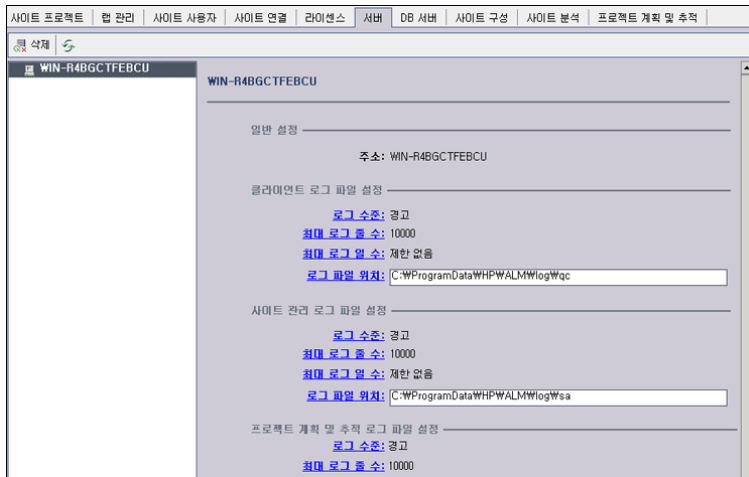 사이트 프로젝트 랩 관리 사이트 사용자 사이트 연결 라이센스 서버 DB 서버 사이트 구성 사이트 분석 프로젝트 계획 및 추적
삭제
WIN-R4BGCTFEBCU
WIN-R4BGCTFEBCU
일반 설정
주소: WIN-R4BGCTFEBCU
클라이언트 로그 파일 설정
로그 수준: 경고
최대 로그 줄 수: 10000
최대 로그 일 수: 제한 없음
로그 파일 위치: C:₩ProgramData₩HP₩ALM₩log₩qc
사이트 관리 로그 파일 설정
로그 수준: 경고
최대 로그 줄 수: 10000
최대 로그 일 수: 제한 없음
로그 파일 위치: C:₩ProgramData₩HP₩ALM₩log₩sa
프로젝트 계획 및 추적 로그 파일 설정
로그 수준: 경고
최대 로그 줄 수: 10000